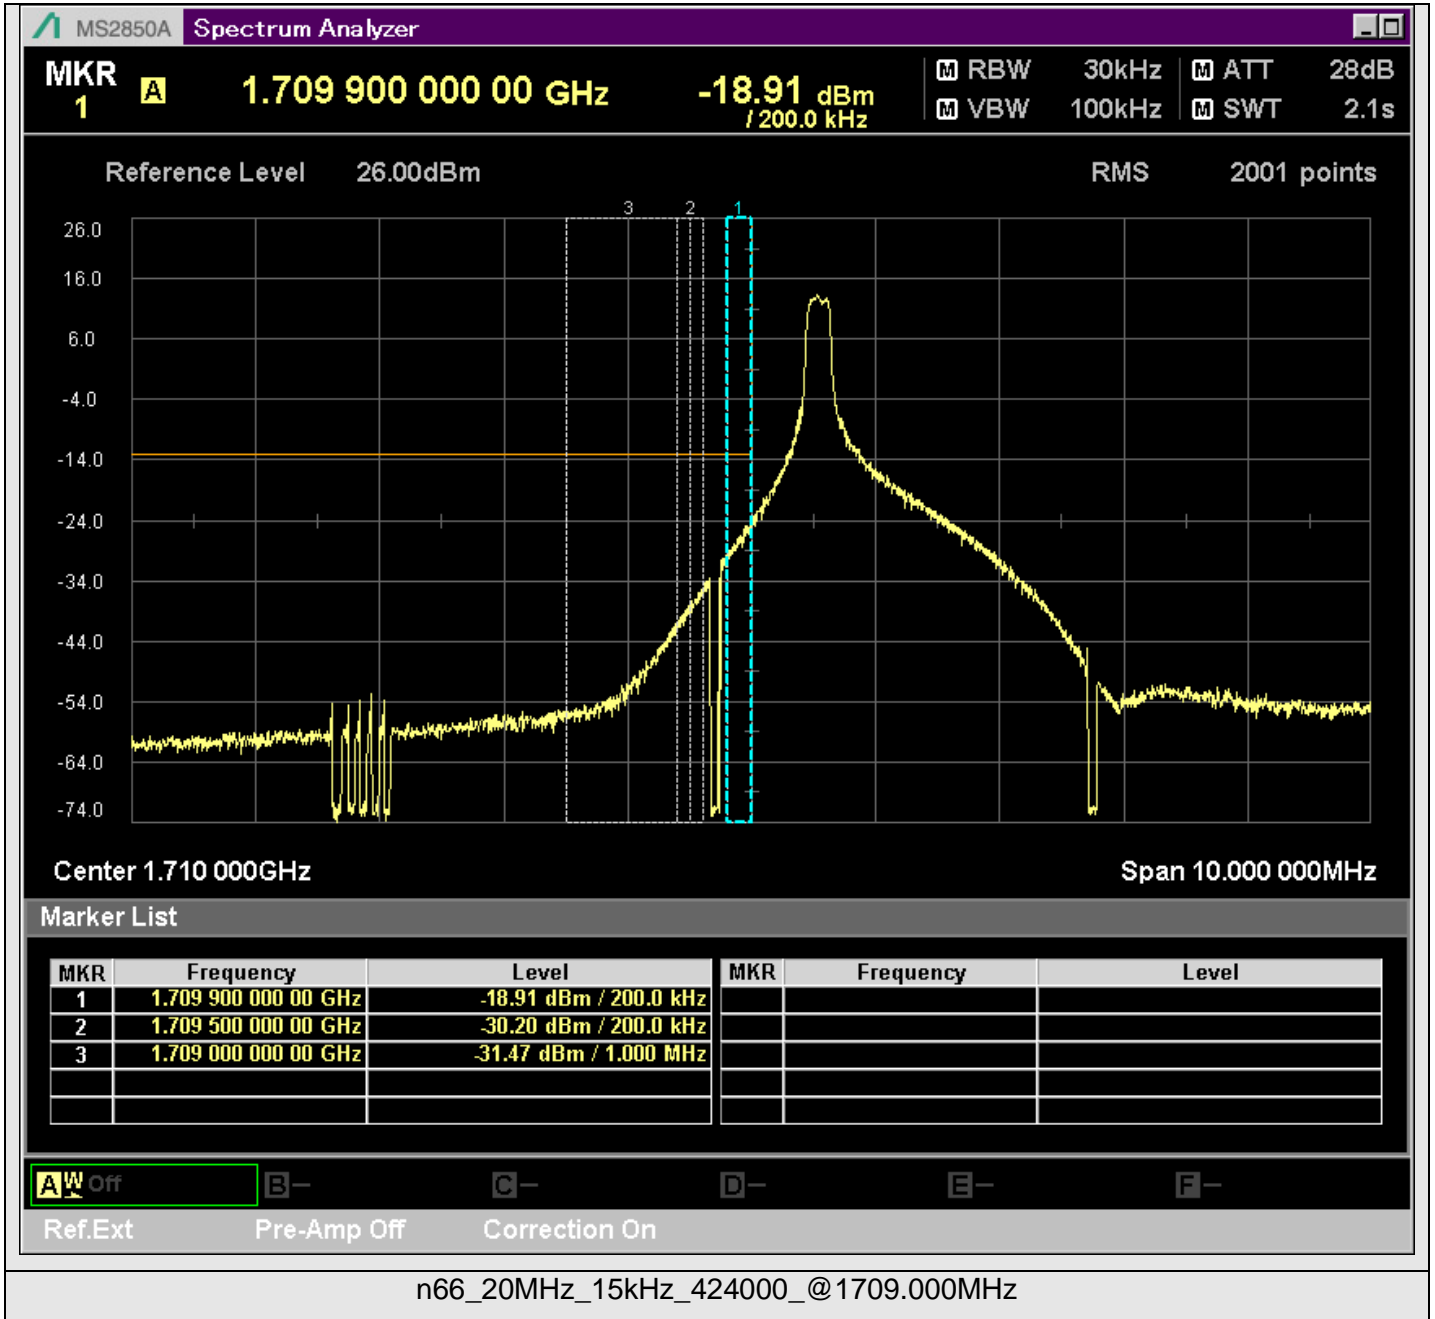 MS2850A Spectrum Analyzer
MKR 1 A 1.709 900 000 00 GHz -18.91 dBm / 200.0 kHz
M RBW 30kHz M ATT 28dB
M VBW 100kHz M SWT 2.1s
Reference Level 26.00dBm RMS 2001 points
3 2 1
26.0
16.0
6.0
-4.0
-14.0
-24.0
-34.0
-44.0
-54.0
-64.0
-74.0
Center 1.710 000GHz Span 10.000 000MHz
Marker List
MKR Frequency Level MKR Frequency Level
1 1.709 900 000 00 GHz -18.91 dBm / 200.0 kHz
2 1.709 500 000 00 GHz -30.20 dBm / 200.0 kHz
3 1.709 000 000 00 GHz -31.47 dBm / 1.000 MHz
A W Off B - C - D - E - F -
Ref.Ext Pre-Amp Off Correction On
n66_20MHz_15kHz_424000_@1709.000MHz